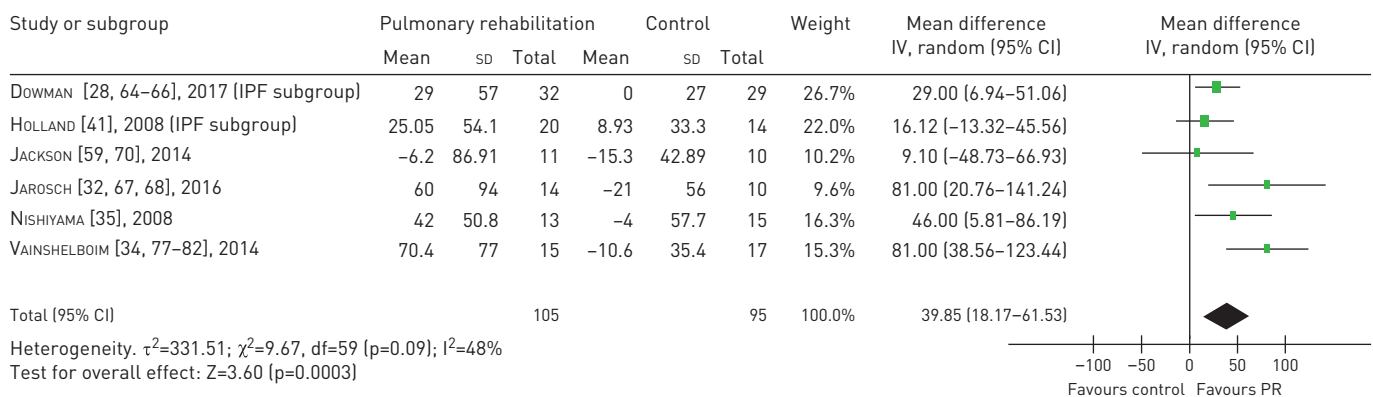 Study or subgroup Pulmonary rehabilitation Control Weight Mean difference Mean difference
IV, random (95% CI) IV, random (95% CI)
Mean SD Total Mean SD Total
DOWMAN [28, 64–66], 2017 (IPF subgroup) 29 57 32 0 27 29 26.7% 29.00 (6.94–51.06)
HOLLAND [41], 2008 (IPF subgroup) 25.05 54.1 20 8.93 33.3 14 22.0% 16.12 (−13.32–45.56)
JACKSON [59, 70], 2014 −6.2 86.91 11 −15.3 42.89 10 10.2% 9.10 (−48.73–66.93)
JAROSCH [32, 67, 68], 2016 60 94 14 −21 56 10 9.6% 81.00 (20.76–141.24)
NISHIYAMA [35], 2008 42 50.8 13 −4 57.7 15 16.3% 46.00 (5.81–86.19)
VAINSHELBOIM [34, 77–82], 2014 70.4 77 15 −10.6 35.4 17 15.3% 81.00 (38.56–123.44)
Total (95% CI) 105 95 100.0% 39.85 (18.17–61.53)
Heterogeneity. τ²=331.51; χ²=9.67, df=59 (p=0.09); I²=48%
Test for overall effect: Z=3.60 (p=0.0003)
−100 −50 0 50 100
Favours control Favours PR